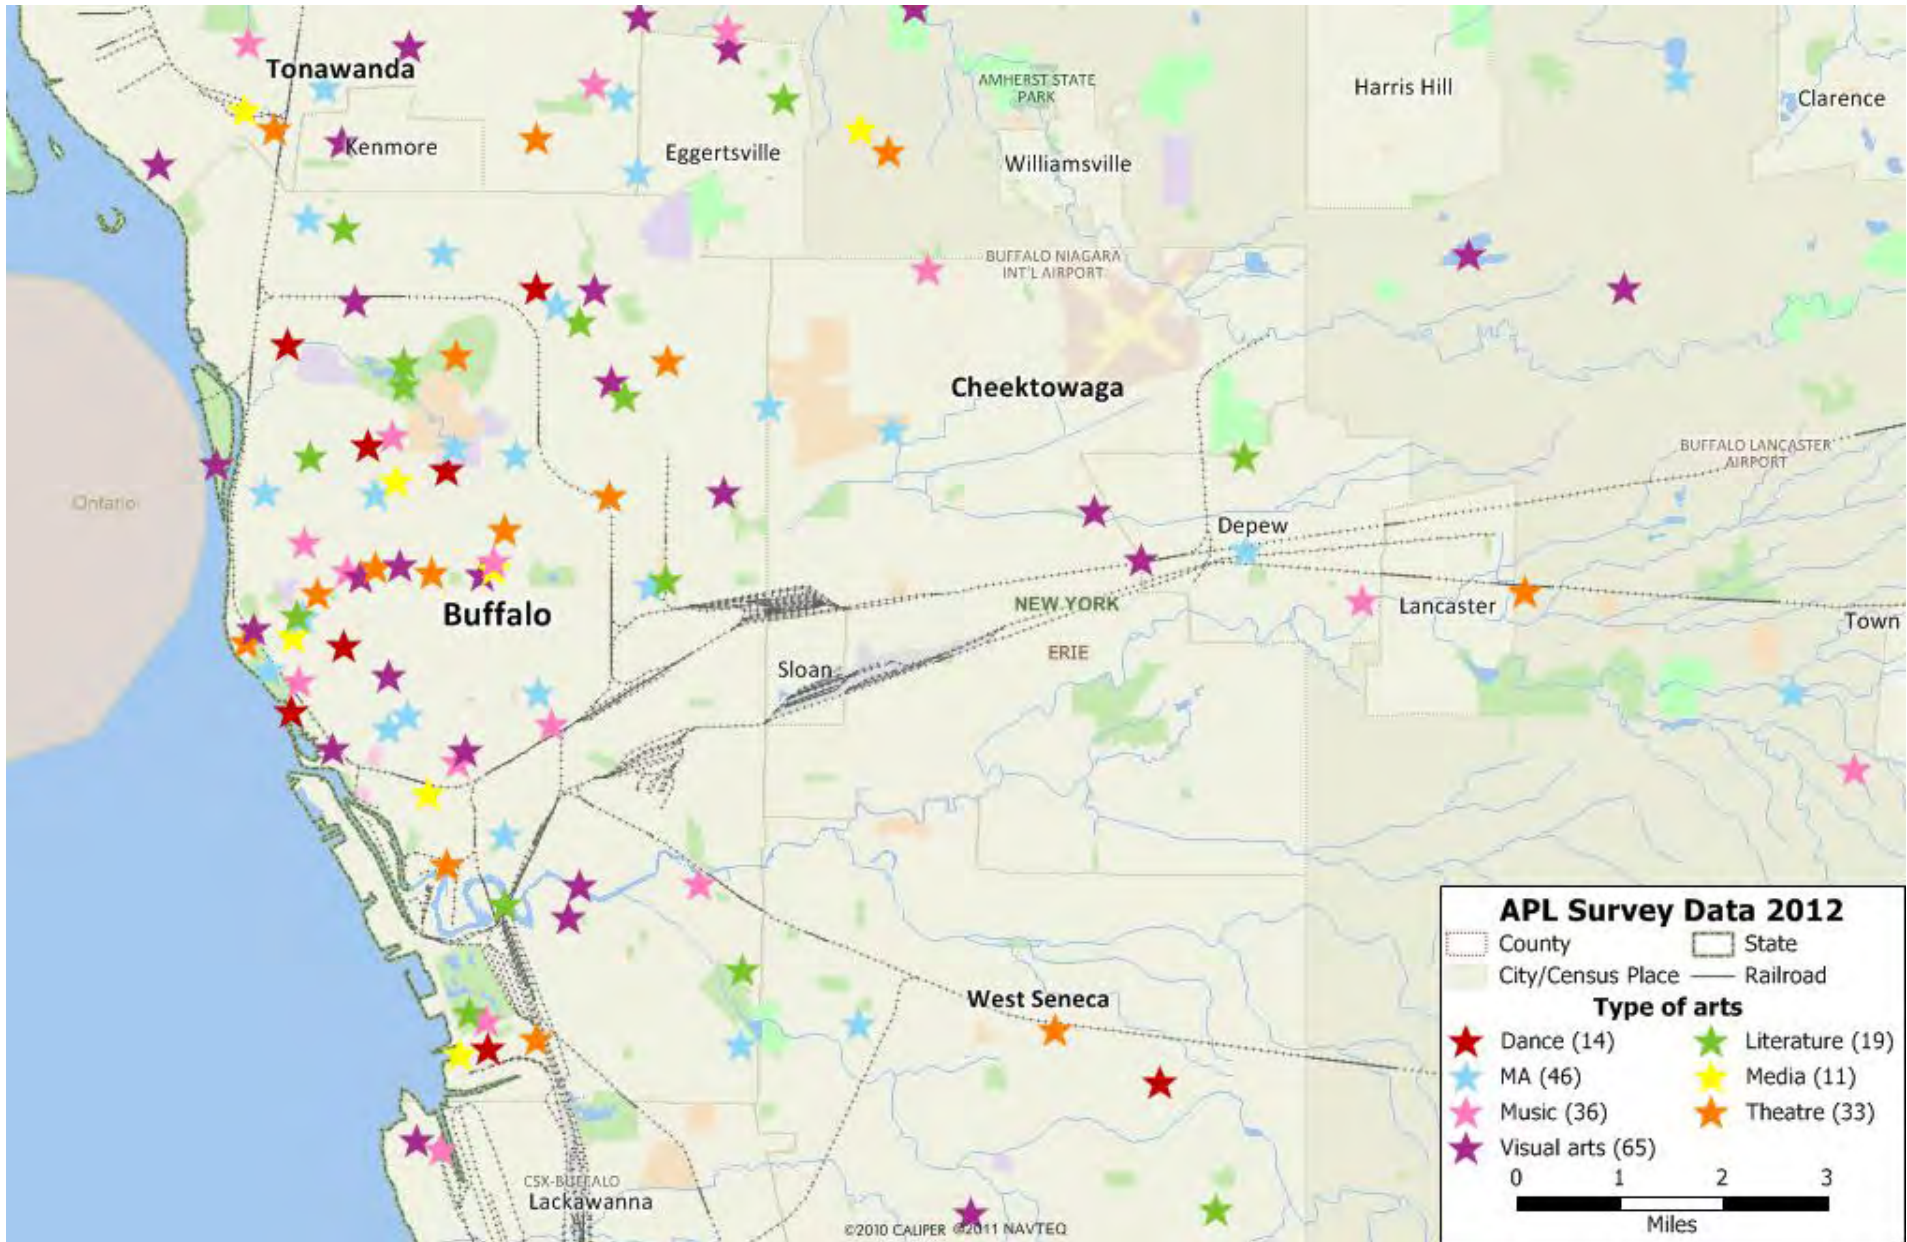 Tonawanda
Kenmore
Eggertsville
AMHERST STATE
PARK
Williamsville
Harris Hill
Clarence
BUFFALO NIAGARA
INT'L AIRPORT
Cheektowaga
BUFFALO LANCASTER
AIRPORT
Ontario
Depew
Buffalo
NEW YORK
Lancaster
Town
ERIE
Sloan
West Seneca
CSX-BUFFALO
Lackawanna
©2010 CALIPER ©2011 NAVTEQ
APL Survey Data 2012
County
State
City/Census Place
Railroad
Type of arts
Dance (14)
Literature (19)
MA (46)
Media (11)
Music (36)
Theatre (33)
Visual arts (65)
0 1 2 3
Miles